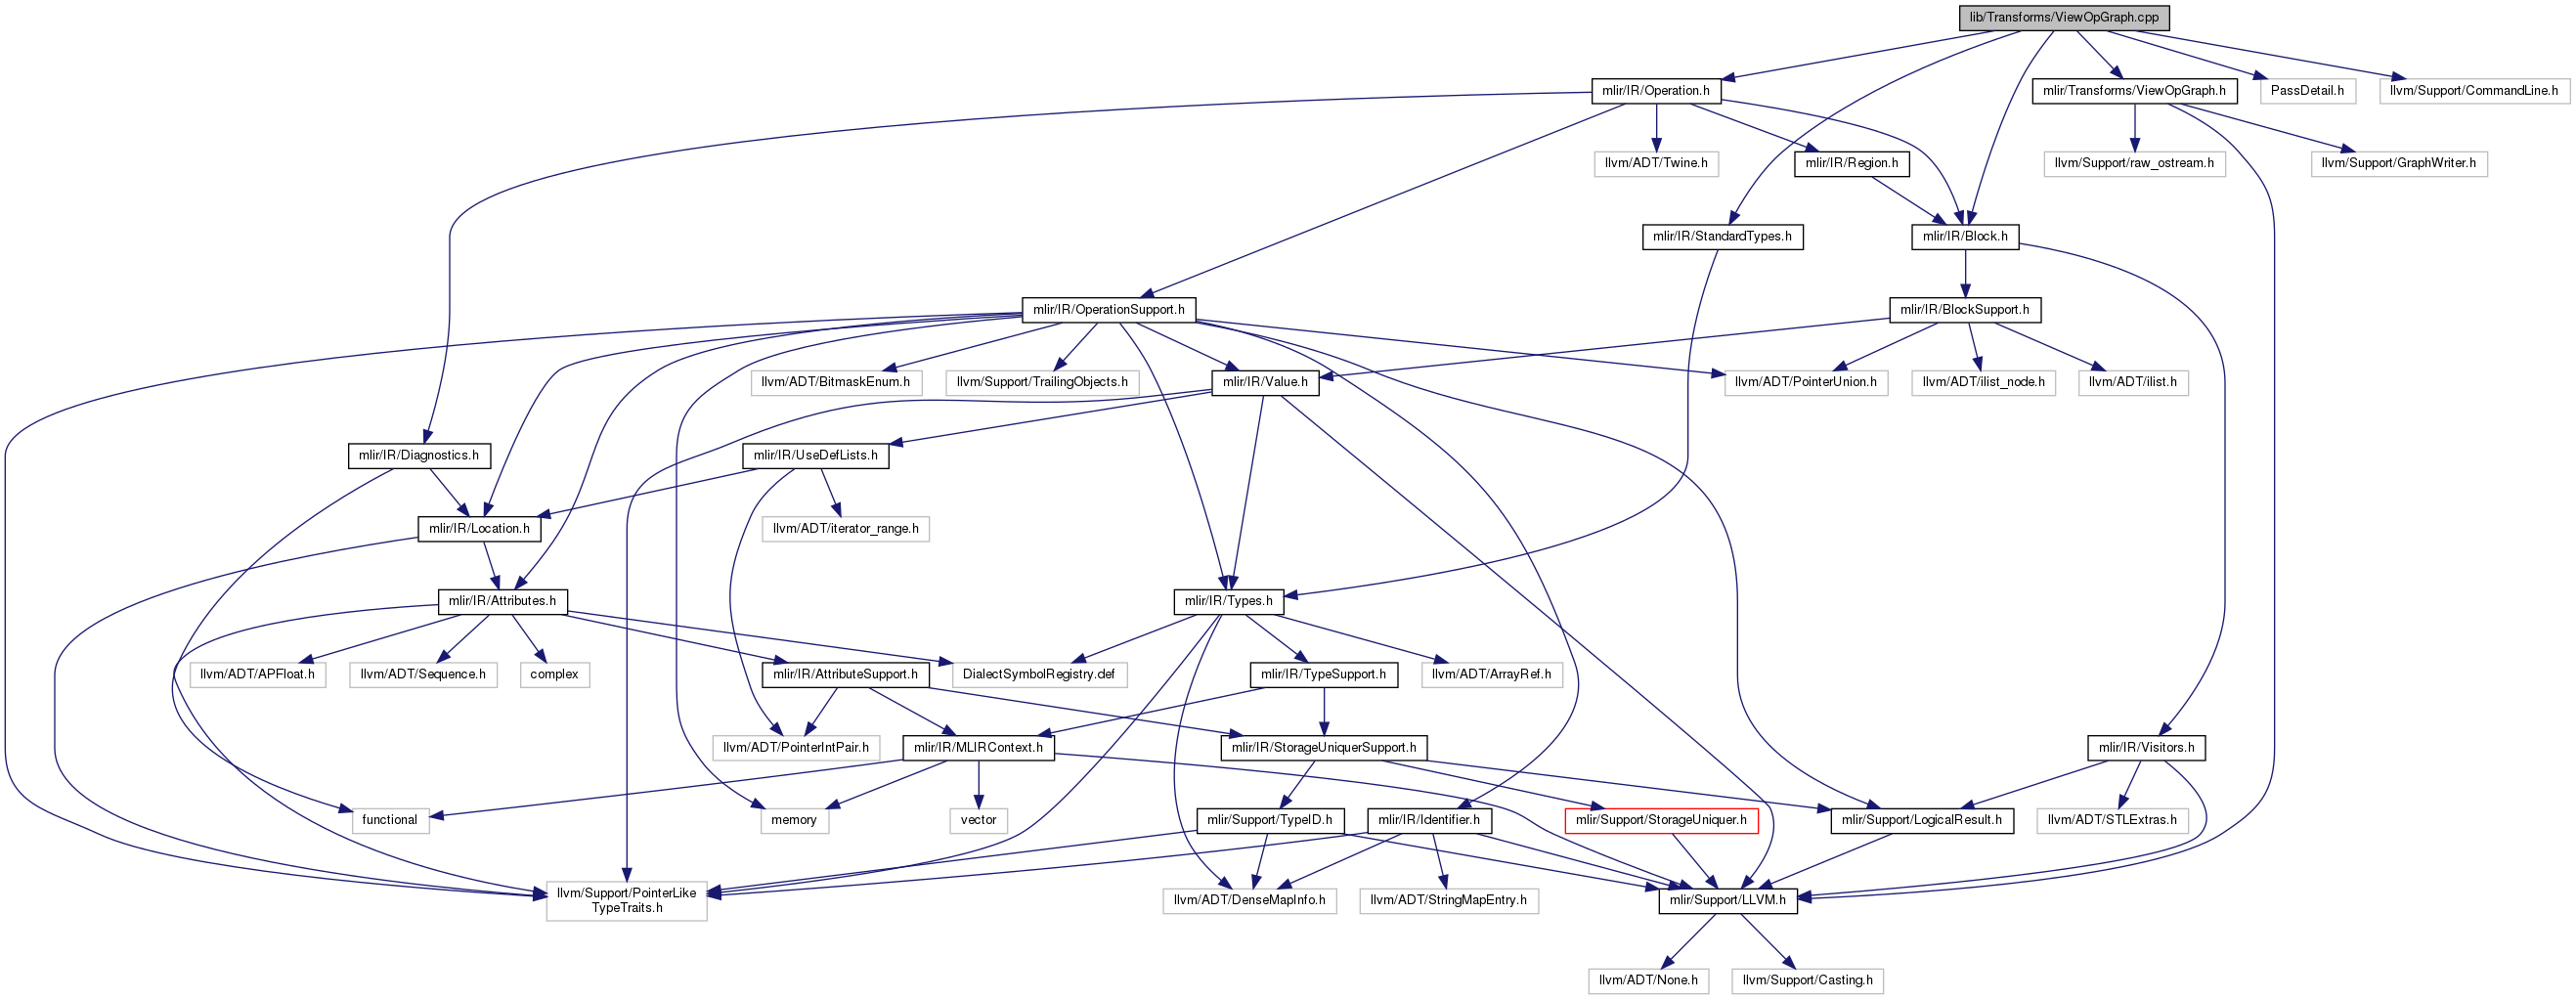 lib/Transforms/ViewOpGraph.cpp
mlir/IR/Operation.h
mlir/Transforms/ViewOpGraph.h
PassDetail.h
llvm/Support/CommandLine.h
llvm/ADT/Twine.h
mlir/IR/Region.h
llvm/Support/raw_ostream.h
llvm/Support/GraphWriter.h
mlir/IR/StandardTypes.h
mlir/IR/Block.h
mlir/IR/OperationSupport.h
mlir/IR/BlockSupport.h
llvm/ADT/BitmaskEnum.h
llvm/Support/TrailingObjects.h
mlir/IR/Value.h
llvm/ADT/PointerUnion.h
llvm/ADT/ilist_node.h
llvm/ADT/ilist.h
mlir/IR/Diagnostics.h
mlir/IR/UseDefLists.h
mlir/IR/Location.h
llvm/ADT/iterator_range.h
mlir/IR/Attributes.h
mlir/IR/Types.h
llvm/ADT/APFloat.h
llvm/ADT/Sequence.h
complex
mlir/IR/AttributeSupport.h
DialectSymbolRegistry.def
mlir/IR/TypeSupport.h
llvm/ADT/ArrayRef.h
llvm/ADT/PointerIntPair.h
mlir/IR/MLIRContext.h
mlir/IR/StorageUniquerSupport.h
mlir/IR/Visitors.h
functional
memory
vector
mlir/Support/TypeID.h
mlir/IR/Identifier.h
mlir/Support/StorageUniquer.h
mlir/Support/LogicalResult.h
llvm/ADT/STLExtras.h
llvm/Support/PointerLike
TypeTraits.h
llvm/ADT/DenseMapInfo.h
llvm/ADT/StringMapEntry.h
mlir/Support/LLVM.h
llvm/ADT/None.h
llvm/Support/Casting.h